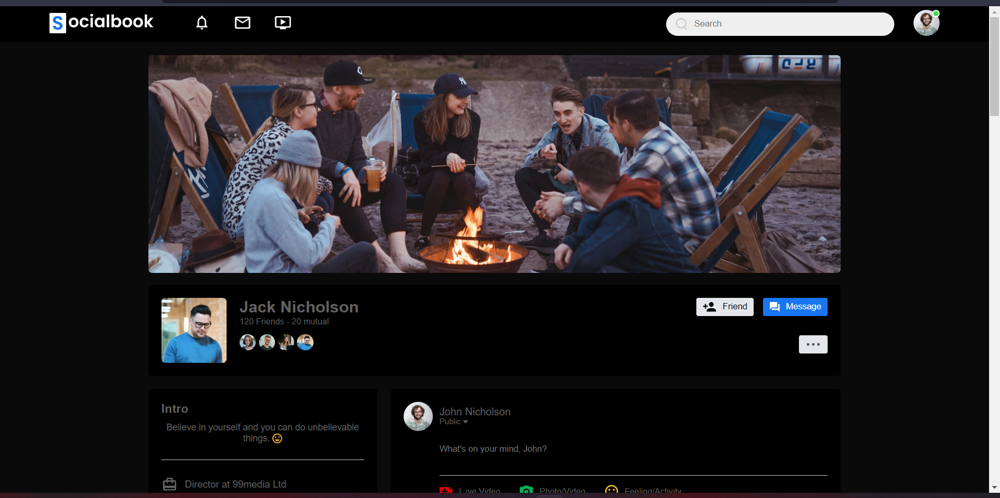 Socialbook
Search
RFD
Jack Nicholson
120 Friends - 20 mutual
Friend
Message
Intro
Believe in yourself and you can do unbelievable
things.
Director at 99media Ltd
John Nicholson
Public
What's on your mind, John?
Live Video
Photo/Video
Feeling/Activity